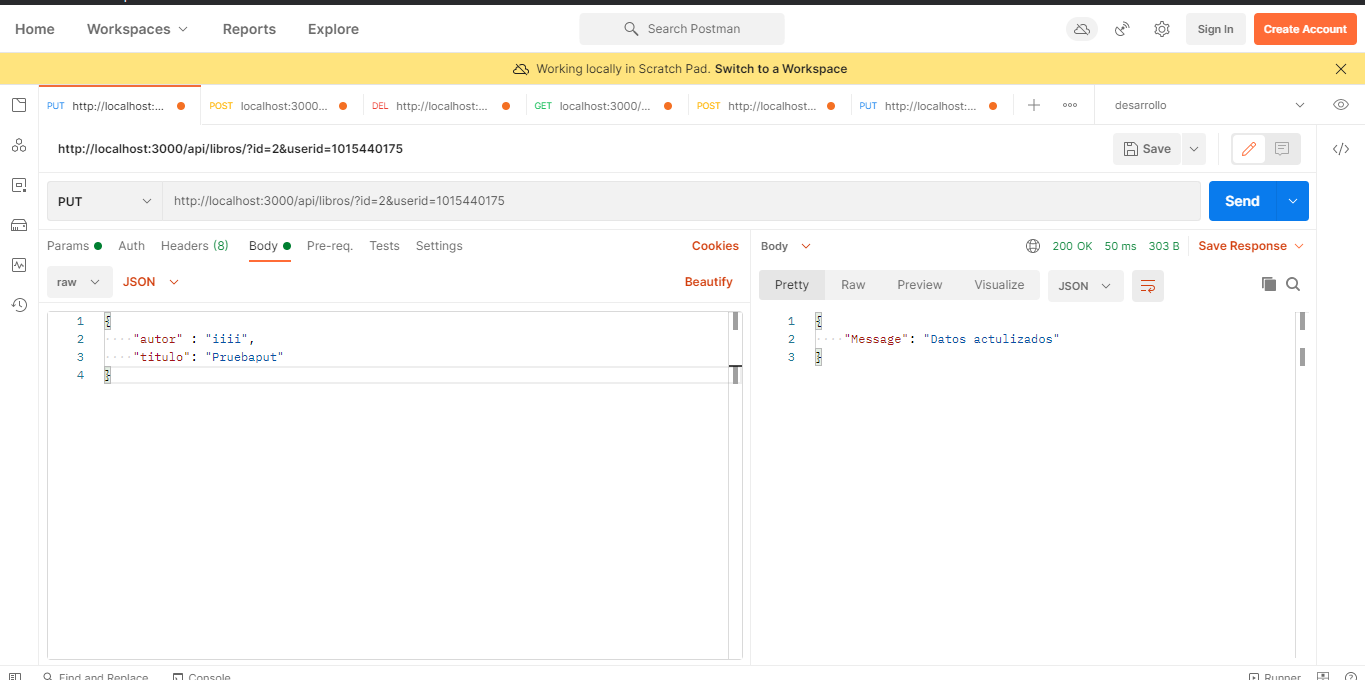 Home Workspaces Reports Explore Search Postman Sign In Create Account
Working locally in Scratch Pad. Switch to a Workspace
PUT http://localhost:... POST localhost:3000... DEL http://localhost:... GET localhost:3000/... POST http://localhost... PUT http://localhost:... desarrollo
http://localhost:3000/api/libros/?id=2&userid=1015440175 Save
PUT http://localhost:3000/api/libros/?id=2&userid=1015440175 Send
Params Auth Headers (8) Body Pre-req. Tests Settings Cookies
Body 200 OK 50 ms 303 B Save Response
raw JSON Beautify
Pretty Raw Preview Visualize JSON
1 {
2 "autor" : "iiii",
3 "titulo": "Pruebaput"
4 }
1 {
2 "Message": "Datos actulizados"
3 }
Find and Replace Console Runner